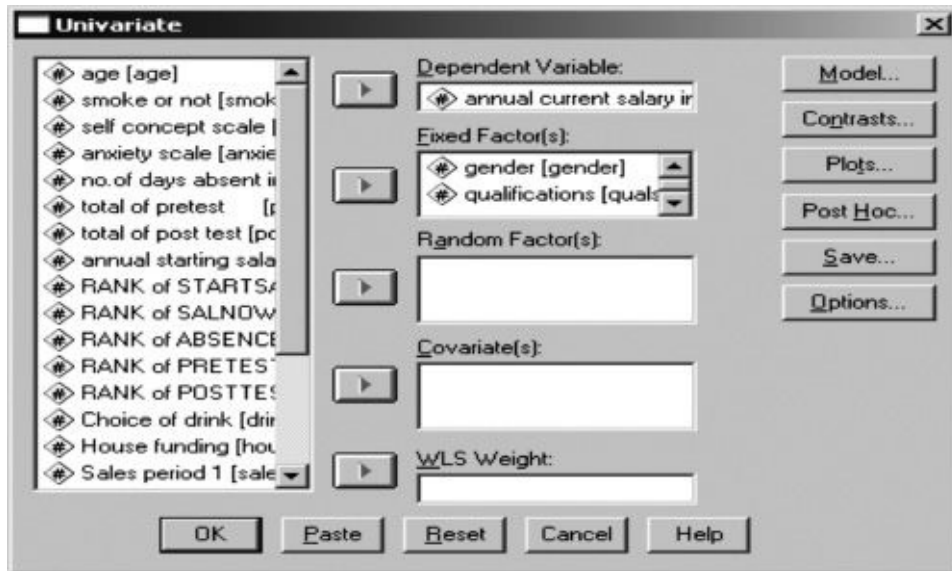 Univariate
age [age]
smoke or not [smok
self concept scale [
anxiety scale [anxie
no.of days absent in
total of pretest [p
total of post test [po
annual starting sala
RANK of STARTSA
RANK of SALNOW
RANK of ABSENCE
RANK of PRETEST
RANK of POSTTES
Choice of drink [drin
House funding [hou
Sales period 1 [sale
Dependent Variable:
annual current salary in
Fixed Factor(s):
gender [gender]
qualifications [quals
Random Factor(s):
Covariate(s):
WLS Weight:
Model...
Contrasts...
Plots...
Post Hoc...
Save...
Options...
OK
Paste
Reset
Cancel
Help